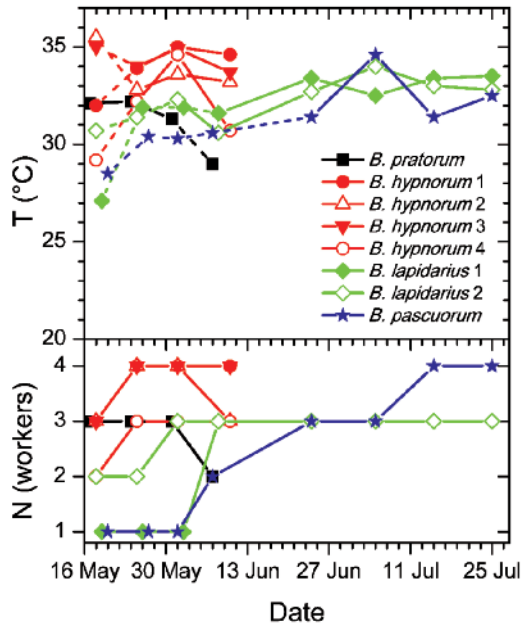 35
30
25
20
T (°C)
B. pratorum
B. hypnorum 1
B. hypnorum 2
B. hypnorum 3
B. hypnorum 4
B. lapidarius 1
B. lapidarius 2
B. pascuorum
4
3
2
1
N (workers)
16 May 30 May 13 Jun 27 Jun 11 Jul 25 Jul
Date